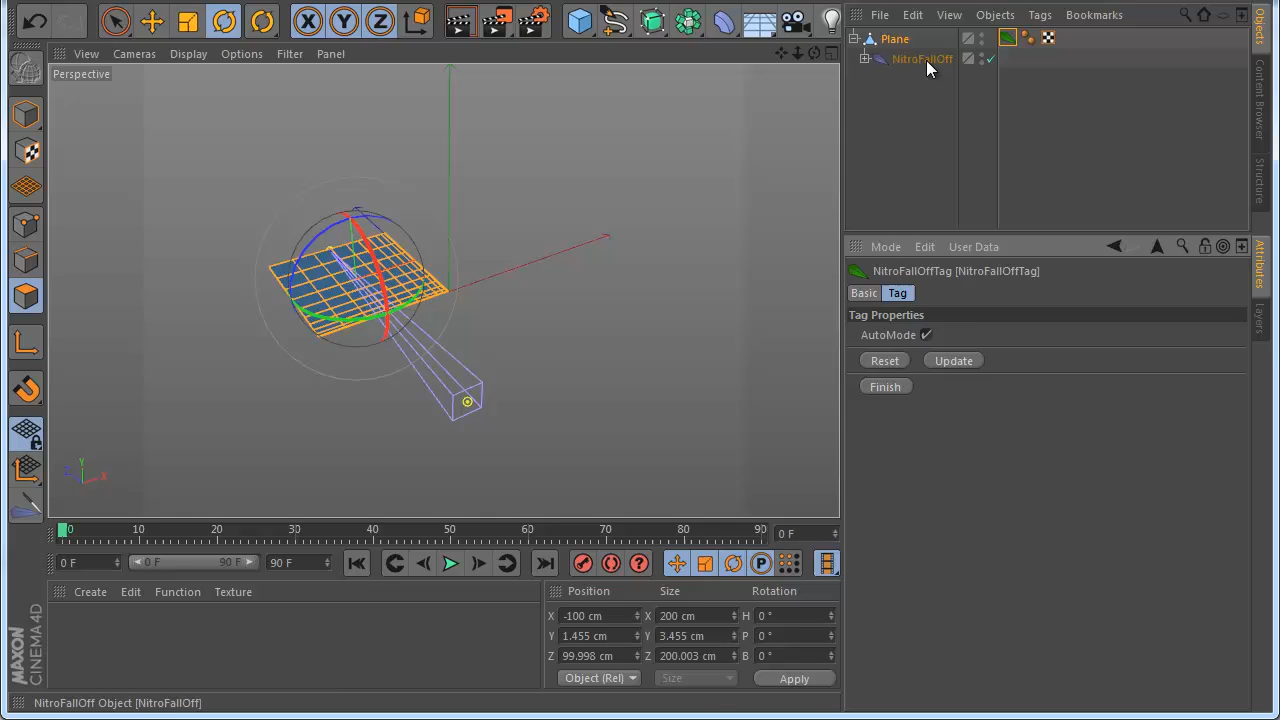 X Y Z
File Edit View Objects Tags Bookmarks
Plane
NitroFallOff
View Cameras Display Options Filter Panel
Perspective
Y
Z
X
Mode Edit User Data
NitroFallOffTag [NitroFallOffTag]
Basic Tag
Tag Properties
AutoMode
Reset Update
Finish
Objects
Content Browser
Structure
Attributes
Layers
0 10 20 30 40 50 60 70 80 90 0 F
0 F 0 F 90 F 90 F
P
Create Edit Function Texture
Position Size Rotation
X -100 cm X 200 cm H 0 °
Y 1.455 cm Y 3.455 cm P 0 °
Z 99.998 cm Z 200.003 cm B 0 °
Object (Rel) Size Apply
MAXON
CINEMA 4D
NitroFallOff Object [NitroFallOff]